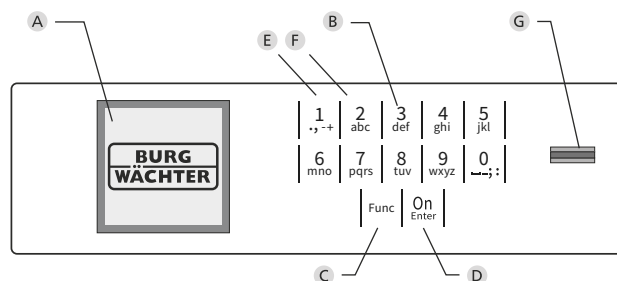 A
E F
B
G
1 2 3 4 5
.,-+ abc def ghi jkl
BURG
WÄCHTER
6 7 8 9 0
mno pqrs tuv wxyz ⎵_;:
Func On
Enter
C
D